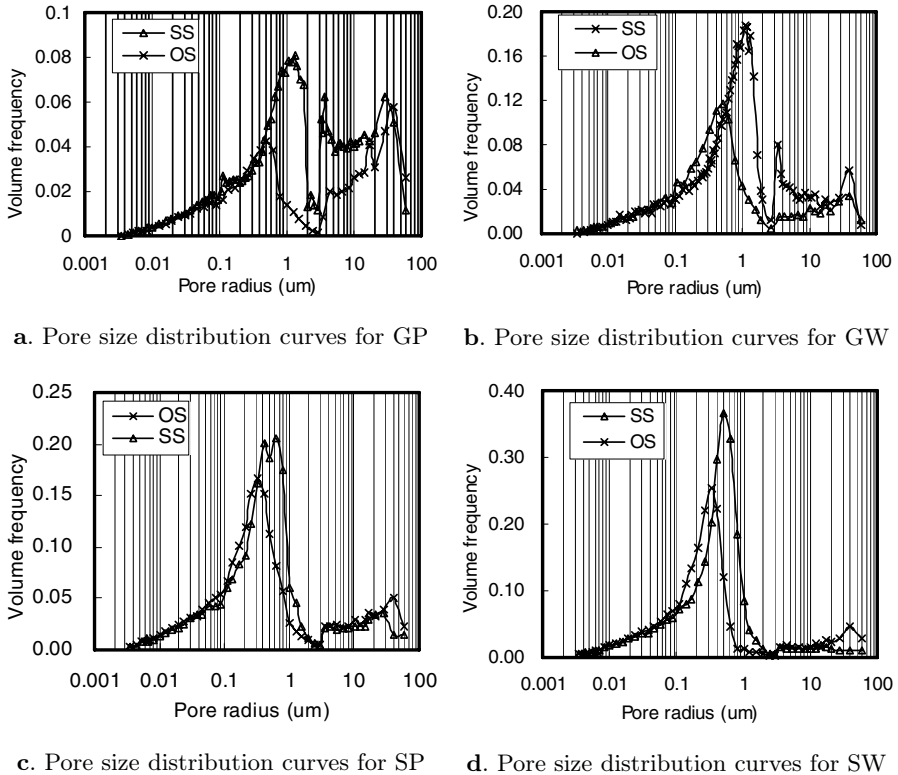 0.1
0.08
0.06
0.04
0.02
0
Volume frequency
SS
OS
0.001 0.01 0.1 1 10 100
Pore radius (um)
a. Pore size distribution curves for GP
0.20
0.16
0.12
0.08
0.04
0.00
Volume frequency
SS
OS
0.001 0.01 0.1 1 10 100
Pore radius (um)
b. Pore size distribution curves for GW
0.25
0.20
0.15
0.10
0.05
0.00
Volume frequency
OS
SS
0.001 0.01 0.1 1 10 100
Pore radius (um)
c. Pore size distribution curves for SP
0.40
0.30
0.20
0.10
0.00
Volume frequency
SS
OS
0.001 0.01 0.1 1 10 100
Pore radius (um)
d. Pore size distribution curves for SW